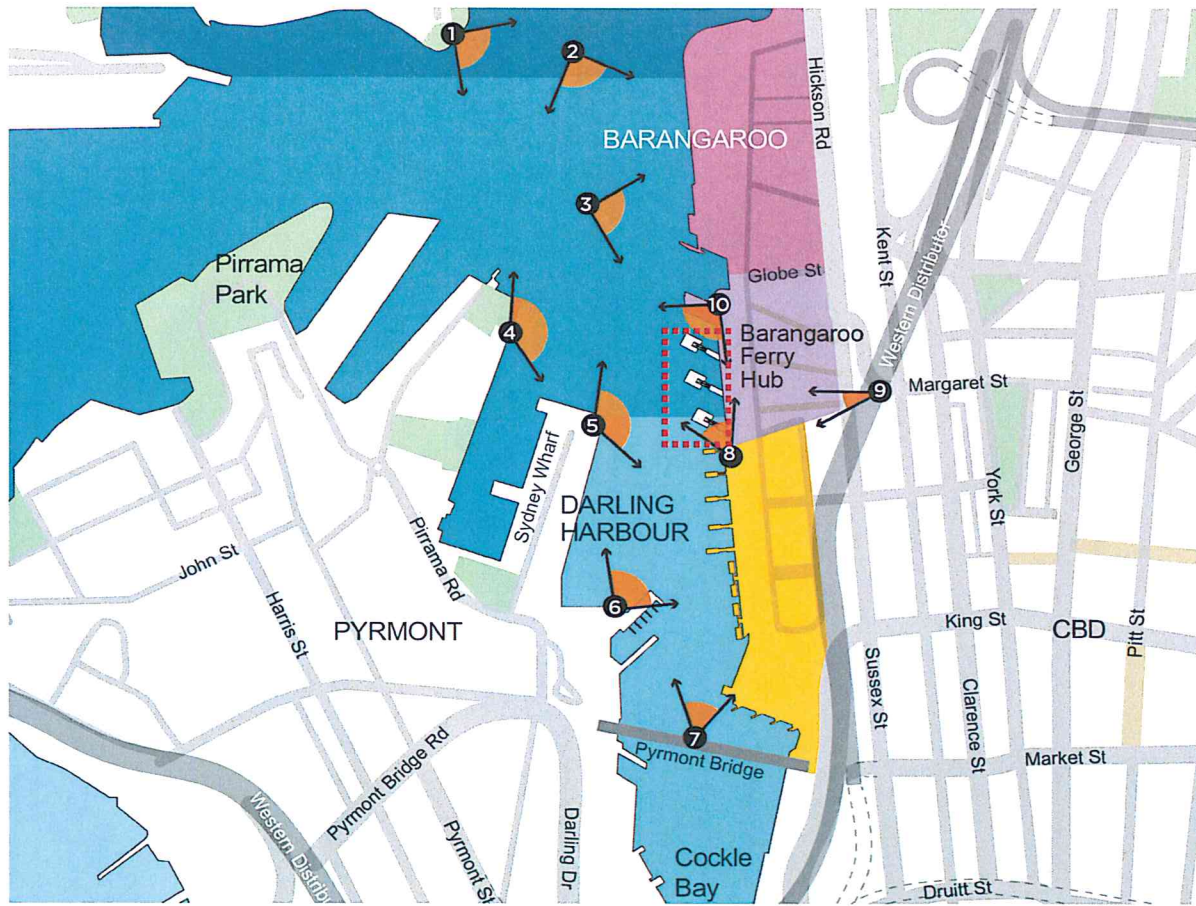 1
2
Hickson Rd
BARANGAROO
3
Kent St
Western Distributor
Pirrama
Park
Globe St
10
4
Barangaroo
Ferry
Hub
9
Margaret St
George St
5
8
Sydney Wharf
York St
DARLING
HARBOUR
Pirrama Rd
John St
6
Harris St
PYRMONT
King St
CBD
Pitt St
Sussex St
Clarence St
7
Pyrmont Bridge
Market St
Pyrmont Bridge Rd
Western Distribu
Pyrmont St
Darling Dr
Cockle
Bay
Druitt St